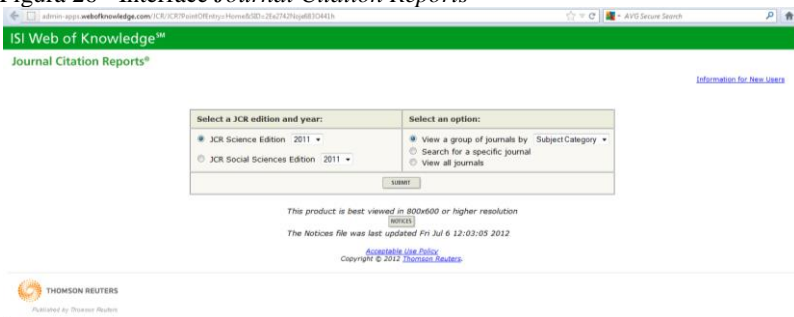 Figura 26 - Interface Journal Citation Reports
admin-apps.webofknowledge.com/JCR/JCR?PointOfEntry=Home&SID=
AVG Secure Search
ISI Web of Knowledge℠
Journal Citation Reports®
Information for New Users
Select a JCR edition and year: Select an option:
JCR Science Edition 2011 View a group of journals by Subject Category
Search for a specific journal
JCR Social Sciences Edition 2011 View all journals
SUBMIT
This product is best viewed in 800x600 or higher resolution
NOTICES
The Notices file was last updated Fri Jul 6 12:03:05 2012
Acceptable Use Policy
Copyright © 2012 Thomson Reuters.
THOMSON REUTERS
Published by Thomson Reuters